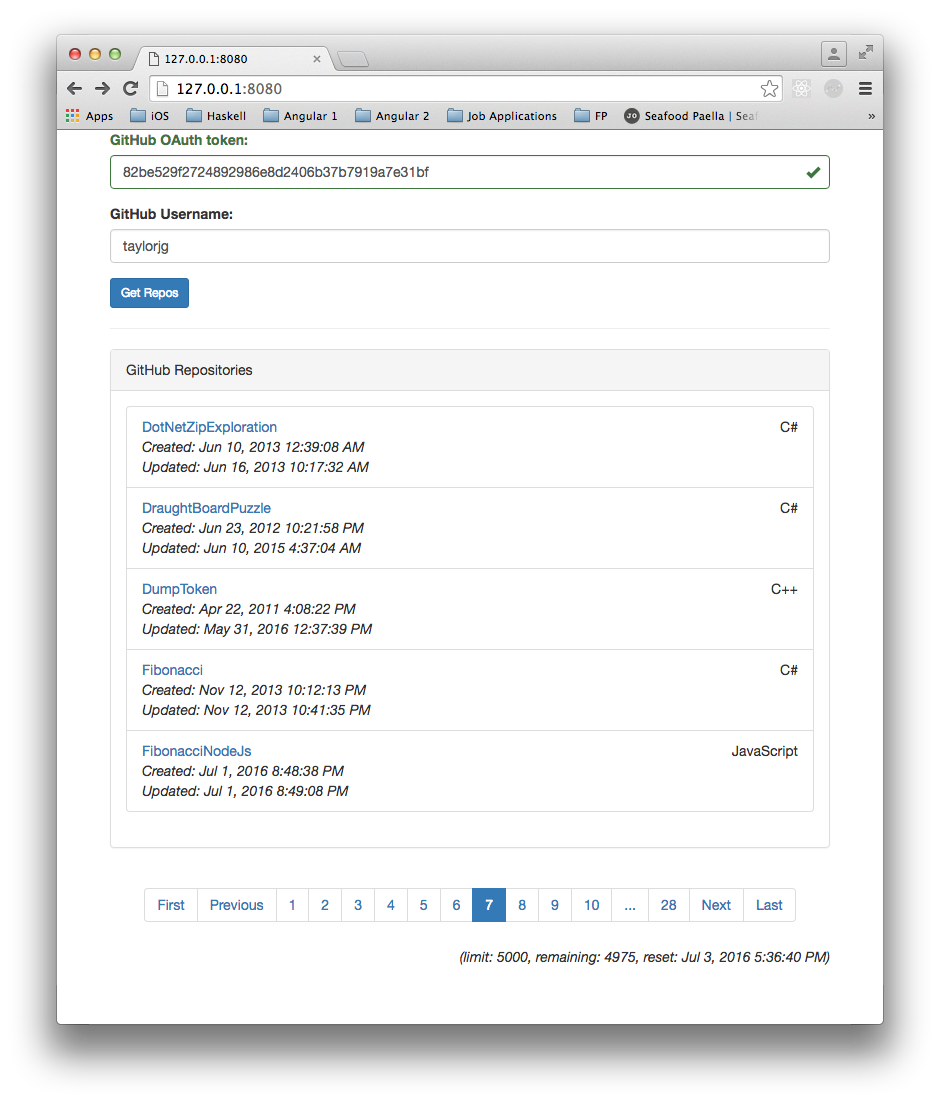 127.0.0.1:8080
127.0.0.1:8080
Apps iOS Haskell Angular 1 Angular 2 Job Applications FP JO Seafood Paella | Sea »
GitHub OAuth token:
82be529f2724892986e8d2406b37b7919a7e31bf
GitHub Username:
taylorjg
Get Repos
GitHub Repositories
DotNetZipExploration C#
Created: Jun 10, 2013 12:39:08 AM
Updated: Jun 16, 2013 10:17:32 AM
DraughtBoardPuzzle C#
Created: Jun 23, 2012 10:21:58 PM
Updated: Jun 10, 2015 4:37:04 AM
DumpToken C++
Created: Apr 22, 2011 4:08:22 PM
Updated: May 31, 2016 12:37:39 PM
Fibonacci C#
Created: Nov 12, 2013 10:12:13 PM
Updated: Nov 12, 2013 10:41:35 PM
FibonacciNodeJs JavaScript
Created: Jul 1, 2016 8:48:38 PM
Updated: Jul 1, 2016 8:49:08 PM
First Previous 1 2 3 4 5 6 7 8 9 10 ... 28 Next Last
(limit: 5000, remaining: 4975, reset: Jul 3, 2016 5:36:40 PM)